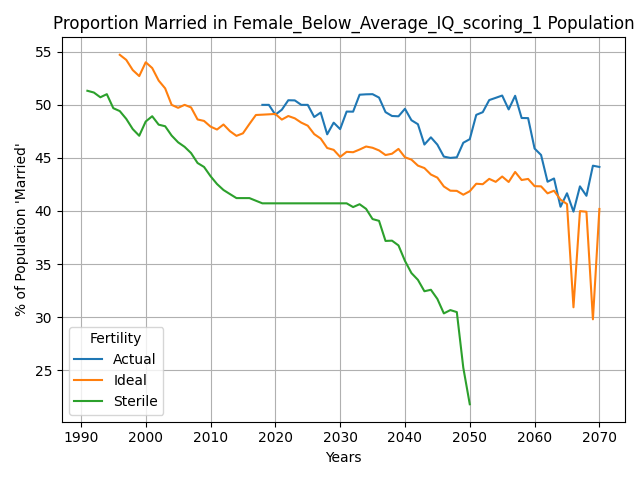 Proportion Married in Female_Below_Average_IQ_scoring_1 Population
% of Population 'Married'
55
50
45
40
35
30
25
Fertility
Actual
Ideal
Sterile
1990 2000 2010 2020 2030 2040 2050 2060 2070
Years